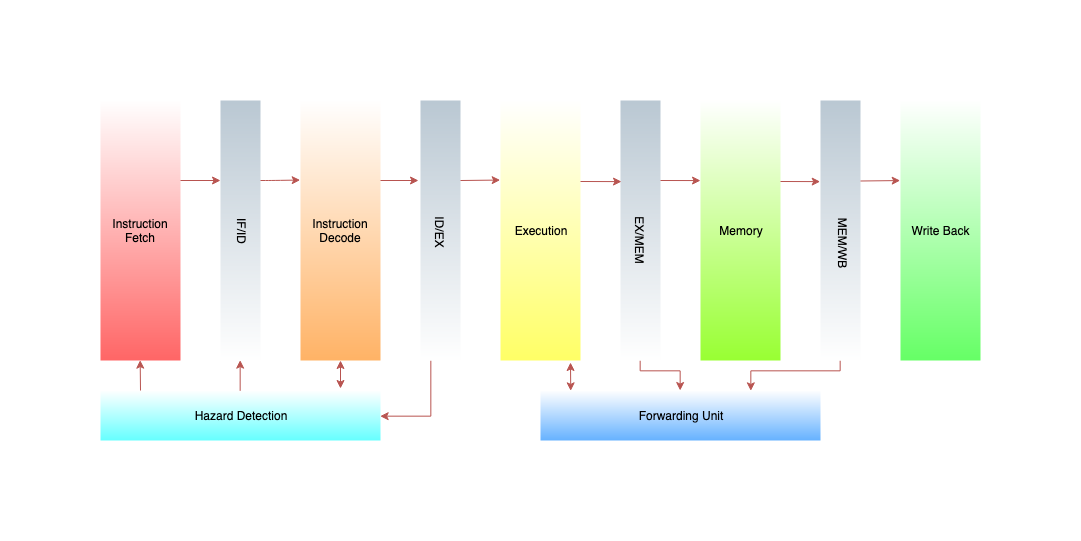 Instruction
Fetch
IF/ID
Instruction
Decode
ID/EX
Execution
EX/MEM
Memory
MEM/WB
Write Back
Hazard Detection
Forwarding Unit